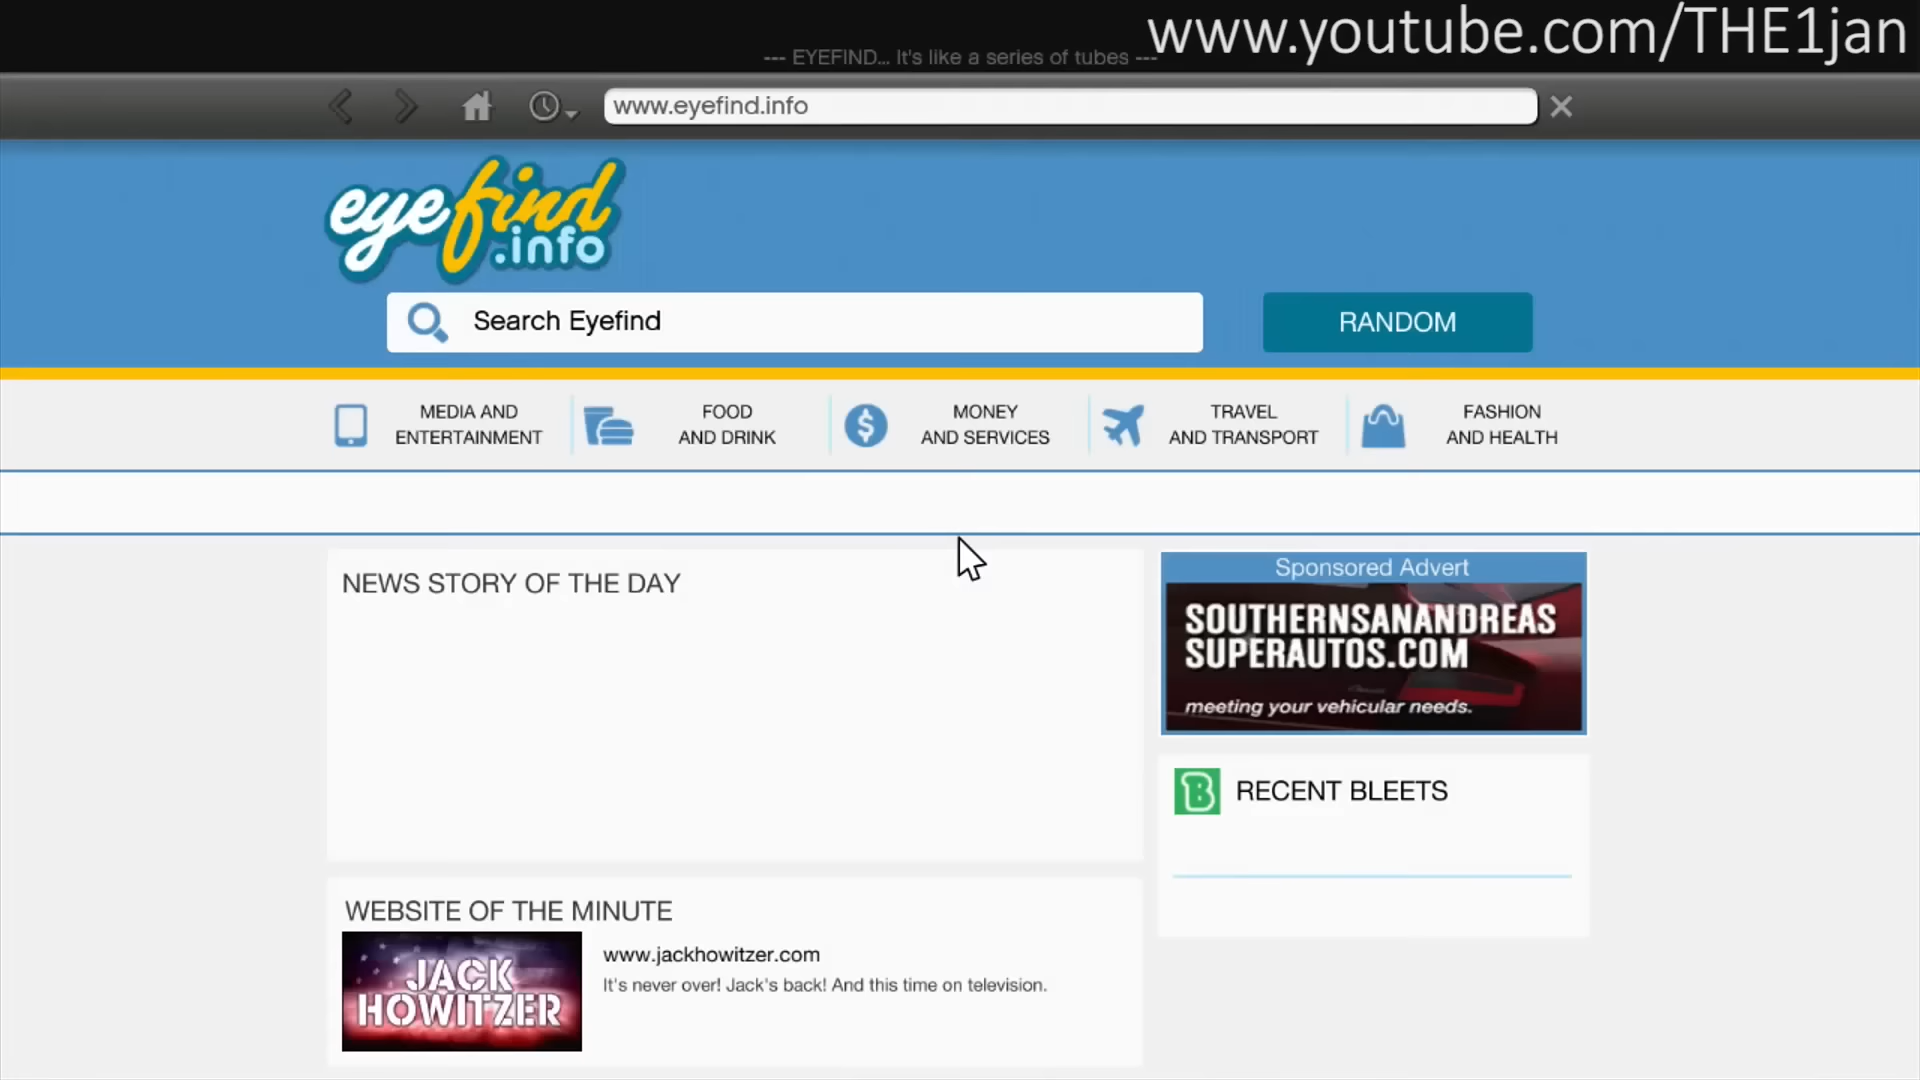 www.youtube.com/THE1jan
--- EYEFIND... It's like a series of tubes ---
www.eyefind.info
eyefind
.info
Search Eyefind
RANDOM
MEDIA AND
ENTERTAINMENT
FOOD
AND DRINK
MONEY
AND SERVICES
TRAVEL
AND TRANSPORT
FASHION
AND HEALTH
NEWS STORY OF THE DAY
Sponsored Advert
SOUTHERNSANANDREAS
SUPERAUTOS.COM
meeting your vehicular needs.
B
RECENT BLEETS
WEBSITE OF THE MINUTE
JACK
HOWITZER
www.jackhowitzer.com
It's never over! Jack's back! And this time on television.